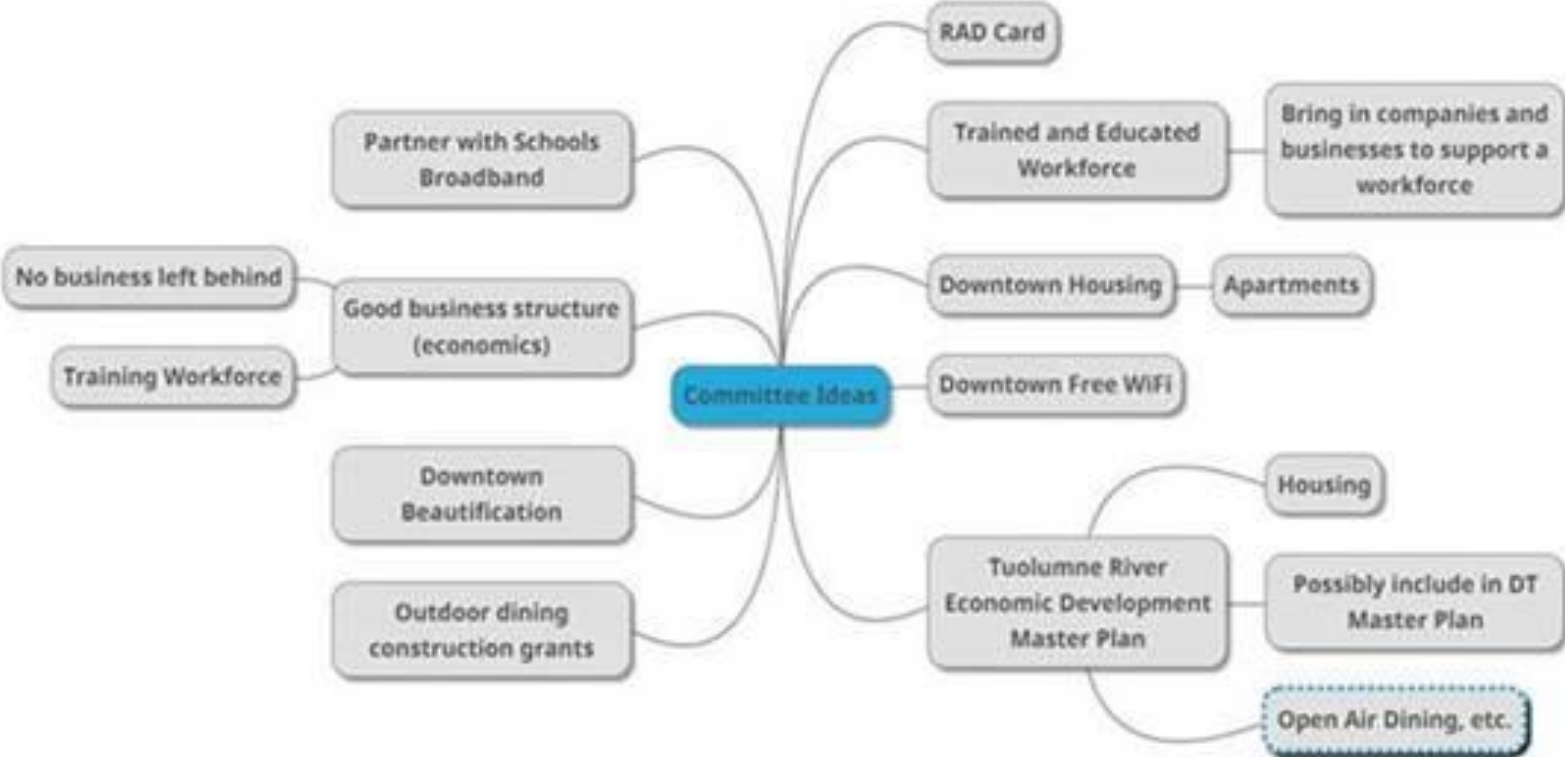 RAD Card
Trained and Educated
Workforce
Bring in companies and
businesses to support a
workforce
Downtown Housing
Apartments
Downtown Free WiFi
Tuolumne River
Economic Development
Master Plan
Housing
Possibly include in DT
Master Plan
Open Air Dining, etc.
Committee Ideas
Partner with Schools
Broadband
Good business structure
(economics)
No business left behind
Training Workforce
Downtown
Beautification
Outdoor dining
construction grants